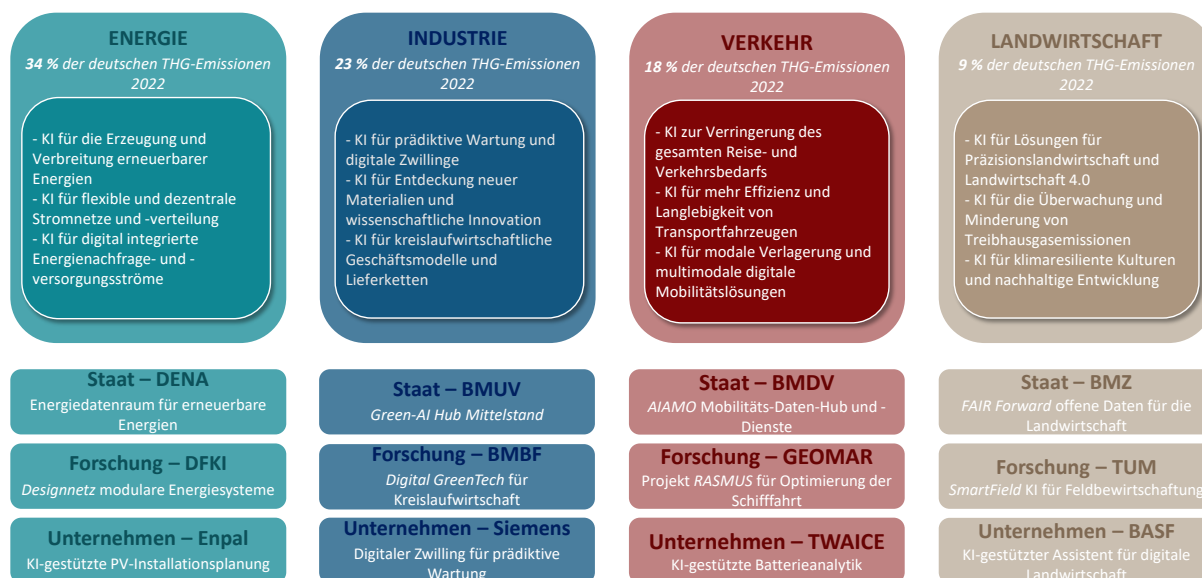 ENERGIE
34 % der deutschen THG-Emissionen
2022
- KI für die Erzeugung und
Verbreitung erneuerbarer
Energien
- KI für flexible und dezentrale
Stromnetze und -verteilung
- KI für digital integrierte
Energienachfrage- und -
versorgungsströme
INDUSTRIE
23 % der deutschen THG-Emissionen
2022
- KI für prädiktive Wartung und
digitale Zwillinge
- KI für Entdeckung neuer
Materialien und
wissenschaftliche Innovation
- KI für kreislaufwirtschaftliche
Geschäftsmodelle und
Lieferketten
VERKEHR
18 % der deutschen THG-Emissionen
2022
- KI zur Verringerung des
gesamten Reise- und
Verkehrsbedarfs
- KI für mehr Effizienz und
Langlebigkeit von
Transportfahrzeugen
- KI für modale Verlagerung und
multimodale digitale
Mobilitätslösungen
LANDWIRTSCHAFT
9 % der deutschen THG-Emissionen
2022
- KI für Lösungen für
Präzisionslandwirtschaft und
Landwirtschaft 4.0
- KI für die Überwachung und
Minderung von
Treibhausgasemissionen
- KI für klimaresiliente Kulturen
und nachhaltige Entwicklung
Staat – DENA
Energiedatenraum für erneuerbare
Energien
Staat – BMUV
Green-AI Hub Mittelstand
Staat – BMDV
AIAMO Mobilitäts-Daten-Hub und -
Dienste
Staat – BMZ
FAIR Forward offene Daten für die
Landwirtschaft
Forschung – DFKI
Designnetz modulare Energiesysteme
Forschung – BMBF
Digital GreenTech für
Kreislaufwirtschaft
Forschung – GEOMAR
Projekt RASMUS für Optimierung der
Schifffahrt
Forschung – TUM
SmartField KI für Feldbewirtschaftung
Unternehmen – Enpal
KI-gestützte PV-Installationsplanung
Unternehmen – Siemens
Digitaler Zwilling für prädiktive
Wartung
Unternehmen – TWAICE
KI-gestützte Batterieanalytik
Unternehmen – BASF
KI-gestützter Assistent für digitale
Landwirtschaft